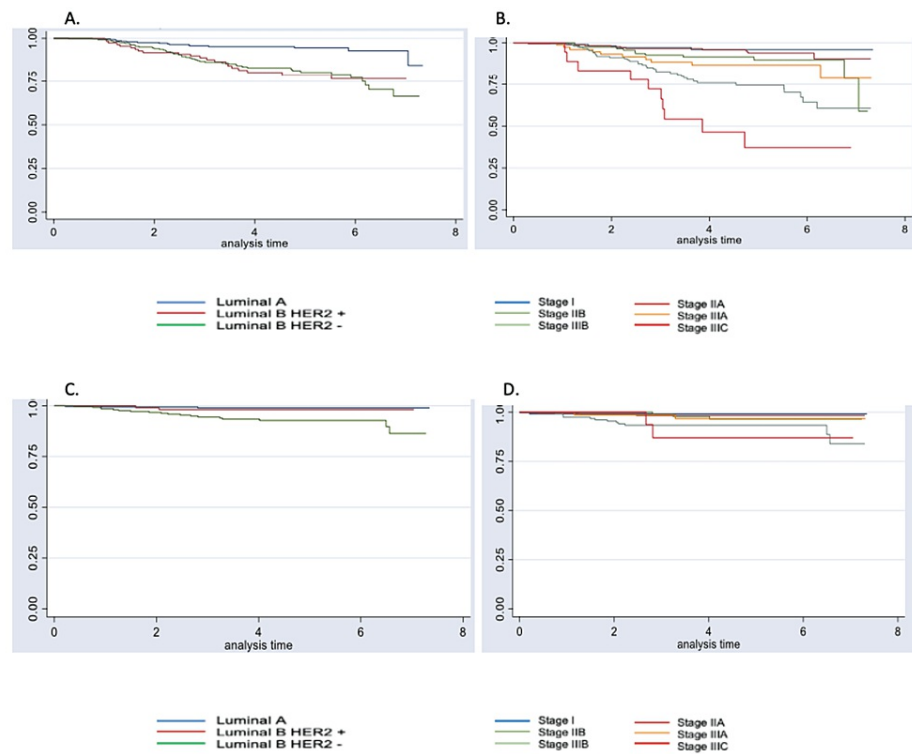 A.
1.00
0.75
0.50
0.25
0.00
0 2 4 6 8
analysis time
Luminal A
Luminal B HER2 +
Luminal B HER2 -
B.
1.00
0.75
0.50
0.25
0.00
0 2 4 6 8
analysis time
Stage I Stage IIA
Stage IIB Stage IIIA
Stage IIIB Stage IIIC
C.
1.00
0.75
0.50
0.25
0.00
0 2 4 6 8
analysis time
Luminal A
Luminal B HER2 +
Luminal B HER2 -
D.
1.00
0.75
0.50
0.25
0.00
0 2 4 6 8
analysis time
Stage I Stage IIA
Stage IIB Stage IIIA
Stage IIIB Stage IIIC